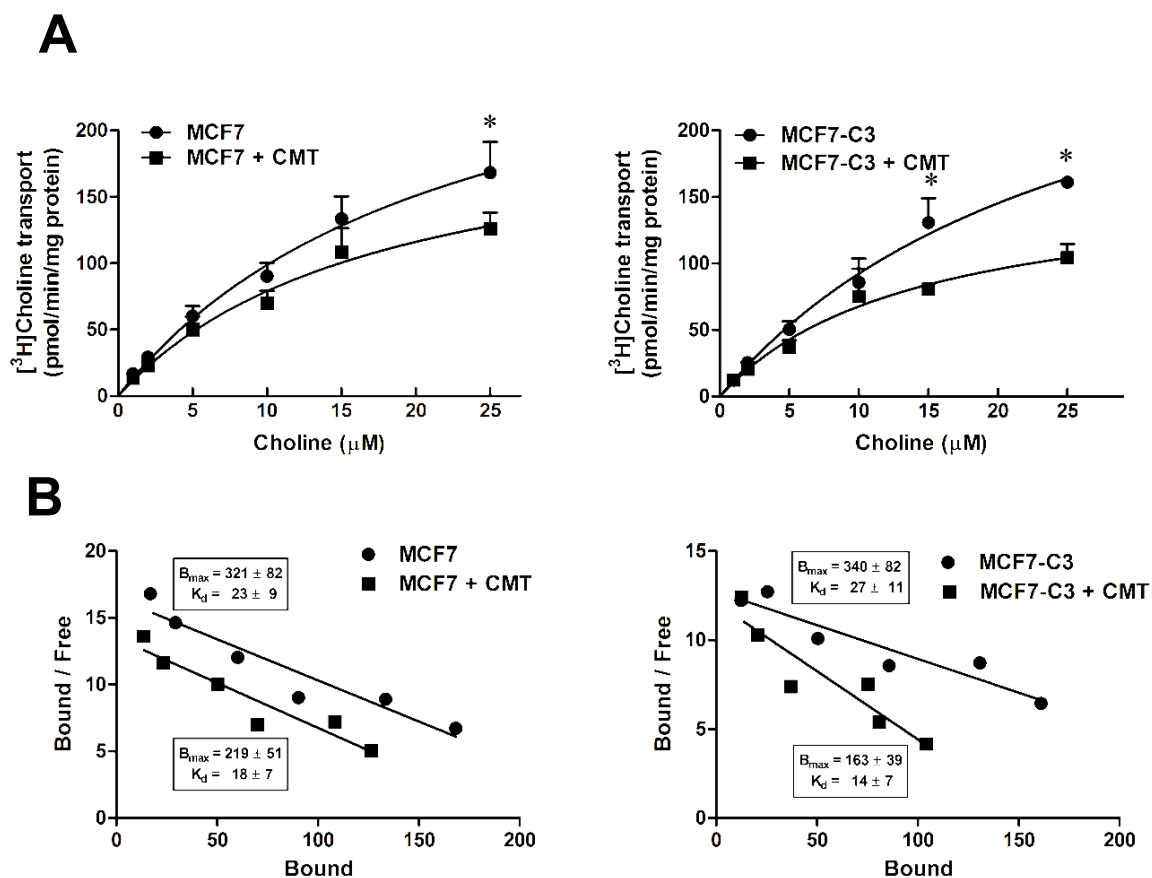 A
MCF7
MCF7 + CMT
*
[³H]Choline transport
(pmol/min/mg protein)
200
150
100
50
0
0 5 10 15 20 25
Choline (μM)
MCF7-C3
MCF7-C3 + CMT
* *
[³H]Choline transport
(pmol/min/mg protein)
200
150
100
50
0
0 5 10 15 20 25
Choline (μM)
B
MCF7
MCF7 + CMT
Bmax = 321 ± 82
Kd = 23 ± 9
Bmax = 219 ± 51
Kd = 18 ± 7
Bound / Free
20
15
10
5
0
0 50 100 150 200
Bound
MCF7-C3
MCF7-C3 + CMT
Bmax = 340 ± 82
Kd = 27 ± 11
Bmax = 163 ± 39
Kd = 14 ± 7
Bound / Free
15
10
5
0
0 50 100 150 200
Bound